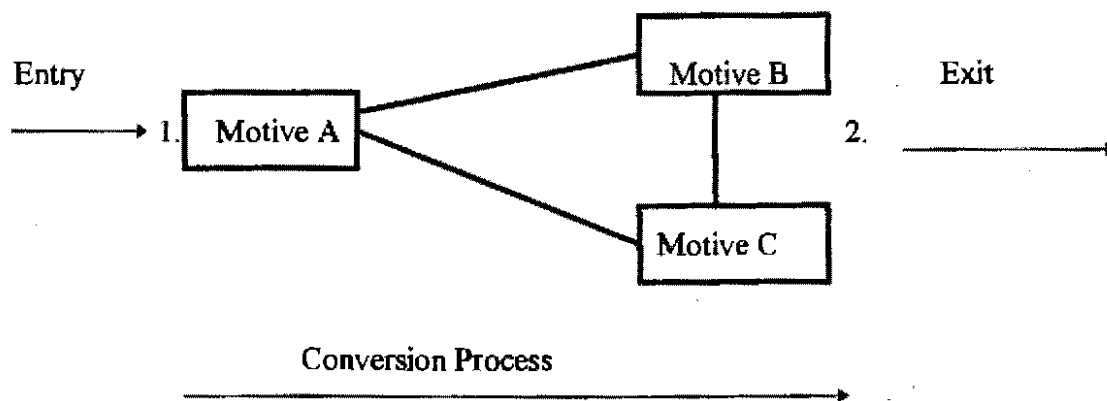 Entry
1.
Motive A
Motive B
Motive C
2.
Exit
Conversion Process